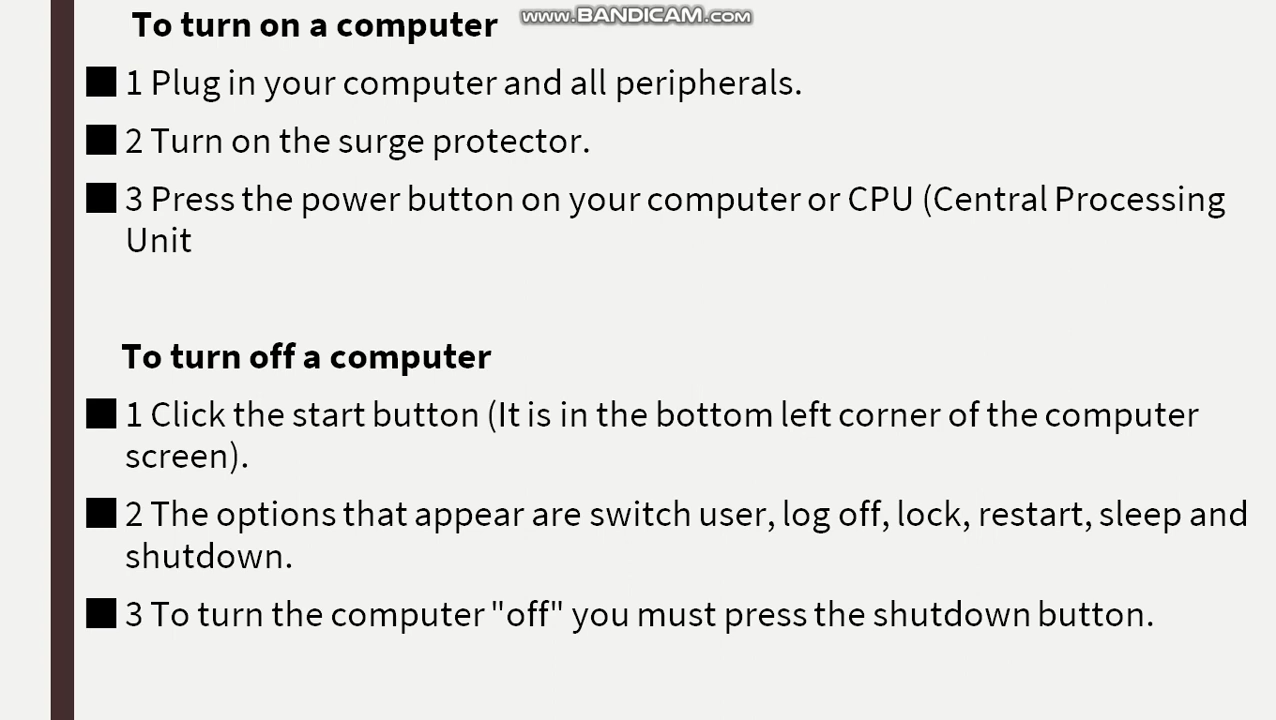 www.BANDICAM.com
To turn on a computer
1 Plug in your computer and all peripherals.
2 Turn on the surge protector.
3 Press the power button on your computer or CPU (Central Processing
Unit
To turn off a computer
1 Click the start button (It is in the bottom left corner of the computer
screen).
2 The options that appear are switch user, log off, lock, restart, sleep and
shutdown.
3 To turn the computer "off" you must press the shutdown button.